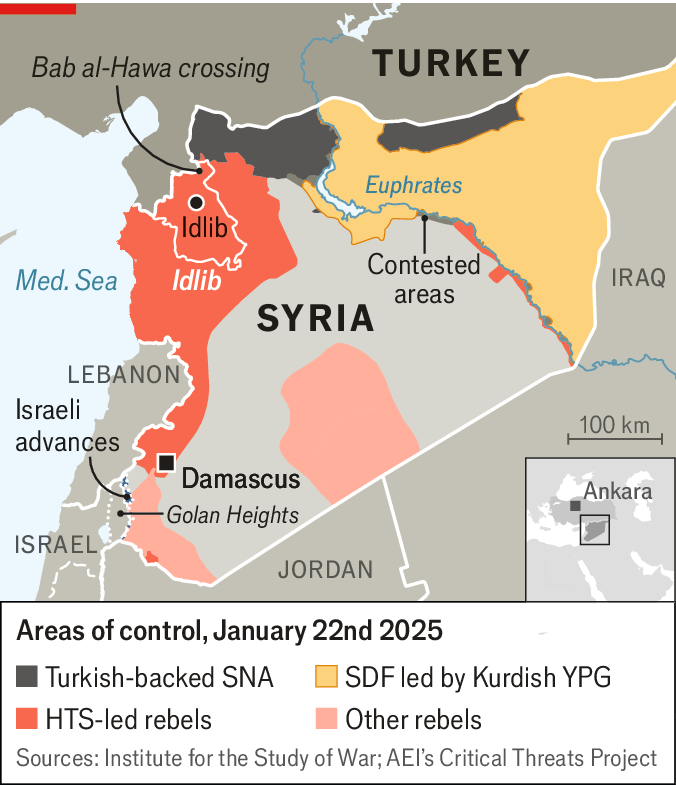 Bab al-Hawa crossing
TURKEY
Euphrates
Idlib
Contested
areas
IRAQ
Med. Sea
Idlib
SYRIA
LEBANON
Israeli
advances
100 km
Damascus
Ankara
Golan Heights
ISRAEL
JORDAN
Areas of control, January 22nd 2025
Turkish-backed SNA
SDF led by Kurdish YPG
HTS-led rebels
Other rebels
Sources: Institute for the Study of War; AEI's Critical Threats Project